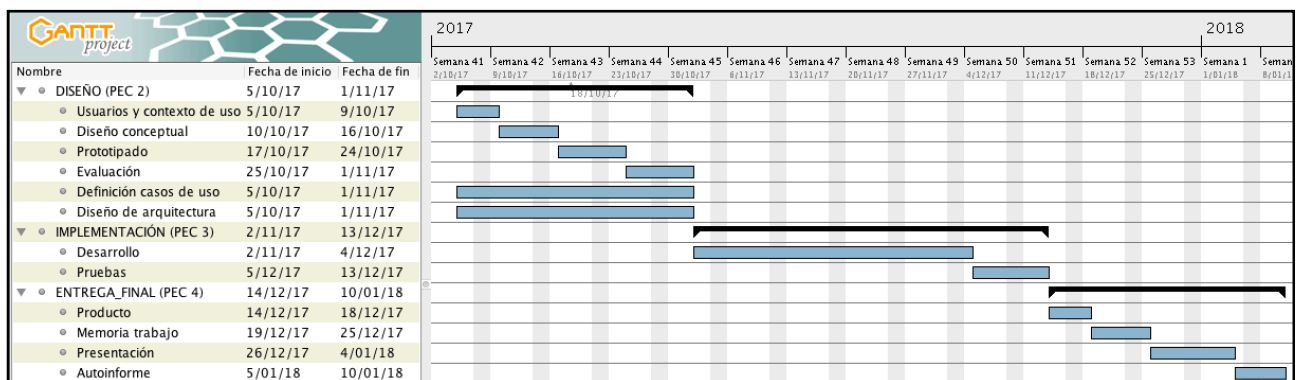 GANTT
project
2017
2018
Semana 41 Semana 42 Semana 43 Semana 44 Semana 45 Semana 46 Semana 47 Semana 48 Semana 49 Semana 50 Semana 51 Semana 52 Semana 53 Semana 1 Seman
2/10/17 9/10/17 16/10/17 23/10/17 30/10/17 6/11/17 13/11/17 20/11/17 27/11/17 4/12/17 11/12/17 18/12/17 25/12/17 1/01/18 8/01/1
Nombre Fecha de inicio Fecha de fin
DISEÑO (PEC 2) 5/10/17 1/11/17
18/10/17
Usuarios y contexto de uso 5/10/17 9/10/17
Diseño conceptual 10/10/17 16/10/17
Prototipado 17/10/17 24/10/17
Evaluación 25/10/17 1/11/17
Definición casos de uso 5/10/17 1/11/17
Diseño de arquitectura 5/10/17 1/11/17
IMPLEMENTACIÓN (PEC 3) 2/11/17 13/12/17
Desarrollo 2/11/17 4/12/17
Pruebas 5/12/17 13/12/17
ENTREGA_FINAL (PEC 4) 14/12/17 10/01/18
Producto 14/12/17 18/12/17
Memoria trabajo 19/12/17 25/12/17
Presentación 26/12/17 4/01/18
Autoinforme 5/01/18 10/01/18